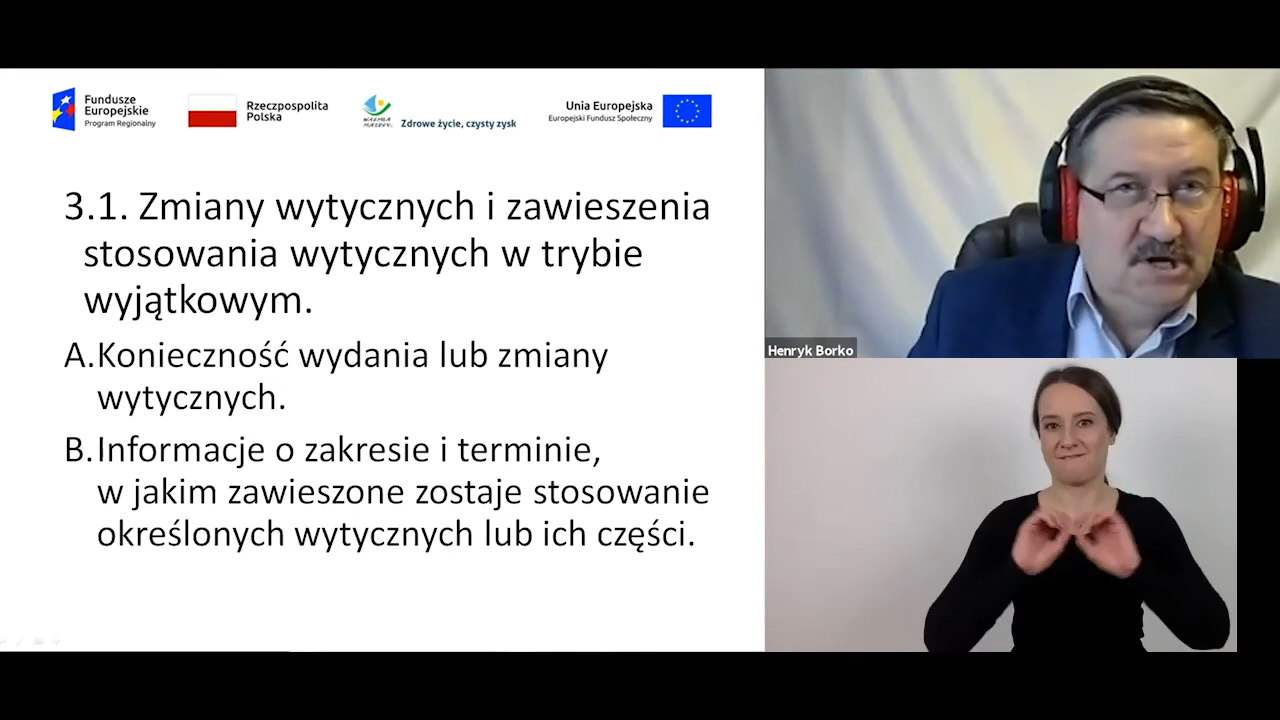 Fundusze
Europejskie
Program Regionalny
Rzeczpospolita
Polska
Zdrowe życie, czysty zysk
Unia Europejska
Europejski Fundusz Społeczny
3.1. Zmiany wytycznych i zawieszenia
stosowania wytycznych w trybie
wyjątkowym.
A.Konieczność wydania lub zmiany
wytycznych.
B.Informacje o zakresie i terminie,
w jakim zawieszone zostaje stosowanie
określonych wytycznych lub ich części.
Henryk Borko